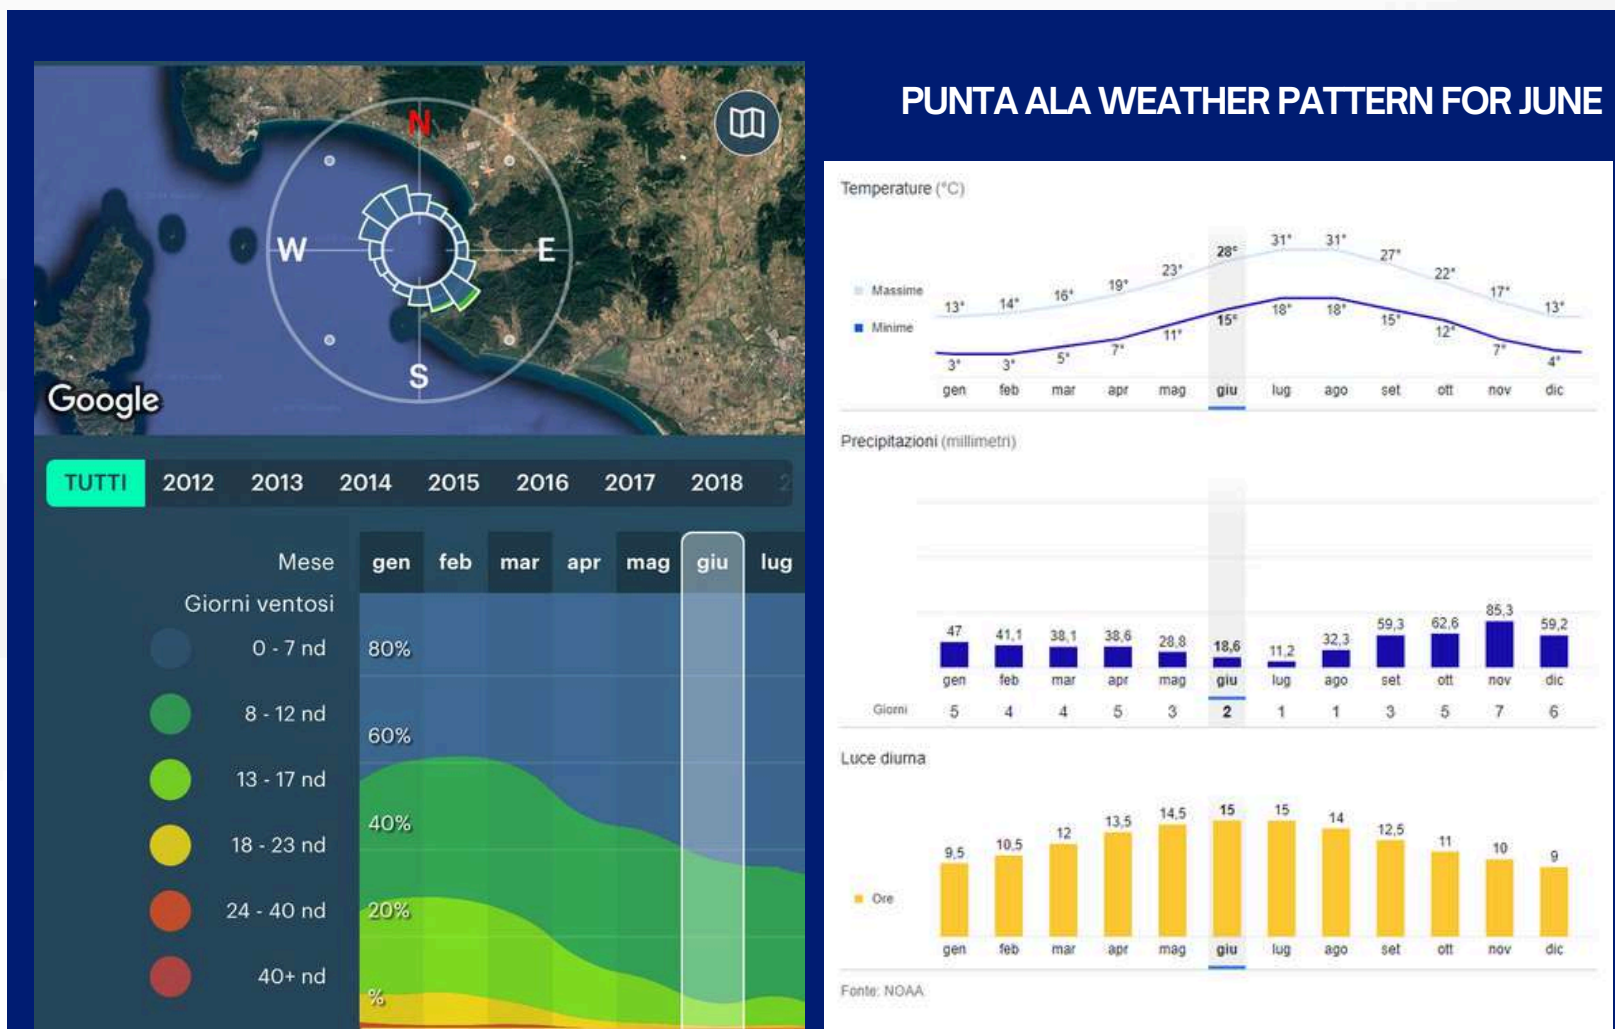 PUNTA ALA WEATHER PATTERN FOR JUNE
N
W
E
S
Google
TUTTI 2012 2013 2014 2015 2016 2017 2018
Mese gen feb mar apr mag giu lug
Giorni ventosi
0 - 7 nd 80%
8 - 12 nd
60%
13 - 17 nd
40%
18 - 23 nd
24 - 40 nd 20%
40+ nd
%
Temperature (°C)
Massime
Minime
13° 14° 16° 19° 23° 28° 31° 31° 27° 22° 17° 13°
3° 3° 5° 7° 11° 15° 18° 18° 15° 12° 7° 4°
gen feb mar apr mag giu lug ago set ott nov dic
Precipitazioni (millimetri)
47 41,1 38,1 38,6 28,8 18,6 11,2 32,3 59,3 62,6 85,3 59,2
gen feb mar apr mag giu lug ago set ott nov dic
Giorni 5 4 4 5 3 2 1 1 3 5 7 6
Luce diurna
9,5 10,5 12 13,5 14,5 15 15 14 12,5 11 10 9
Ore
gen feb mar apr mag giu lug ago set ott nov dic
Fonte: NOAA